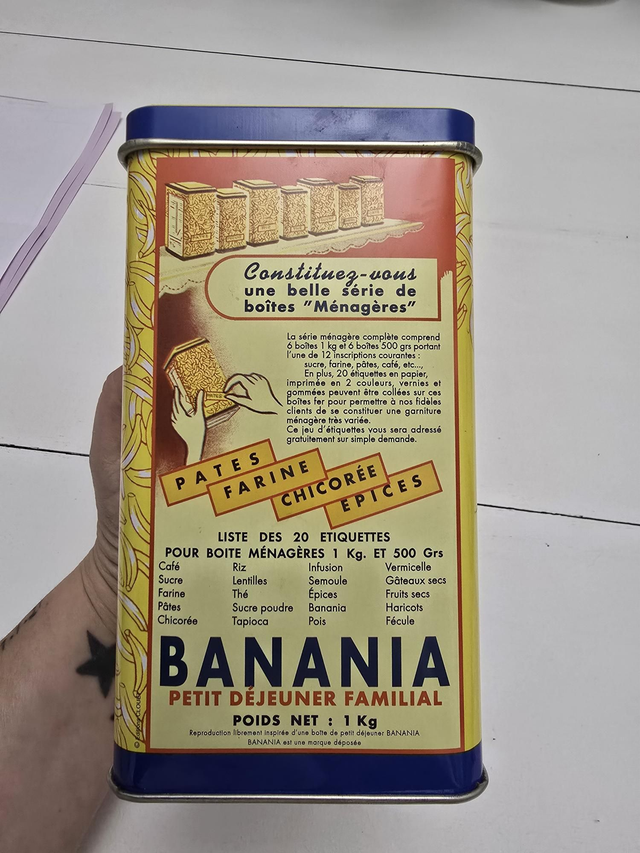 Constituez-vous
une belle série de
boîtes "Ménagères"
La série ménagère complète comprend
6 boîtes 1 kg et 6 boîtes 500 grs portant
l'une de 12 inscriptions courantes :
sucre, farine, pâtes, café, etc...,
En plus, 20 étiquettes en papier,
imprimée en 2 couleurs, vernies et
gommées peuvent être collées sur ces
boîtes fer pour permettre à nos fidèles
clients de se constituer une garniture
ménagère très variée.
Ce jeu d'étiquettes vous sera adressé
gratuitement sur simple demande.
PATES
FARINE
CHICORÉE
ÉPICES
LISTE DES 20 ETIQUETTES
POUR BOITE MÉNAGÈRES 1 Kg. ET 500 Grs
Café Riz Infusion Vermicelle
Sucre Lentilles Semoule Gâteaux secs
Farine Thé Épices Fruits secs
Pâtes Sucre poudre Banania Haricots
Chicorée Tapioca Pois Fécule
BANANIA
PETIT DÉJEUNER FAMILIAL
POIDS NET : 1 Kg
Reproduction librement inspirée d'une boîte de petit déjeuner BANANIA
BANANIA est une marque déposée